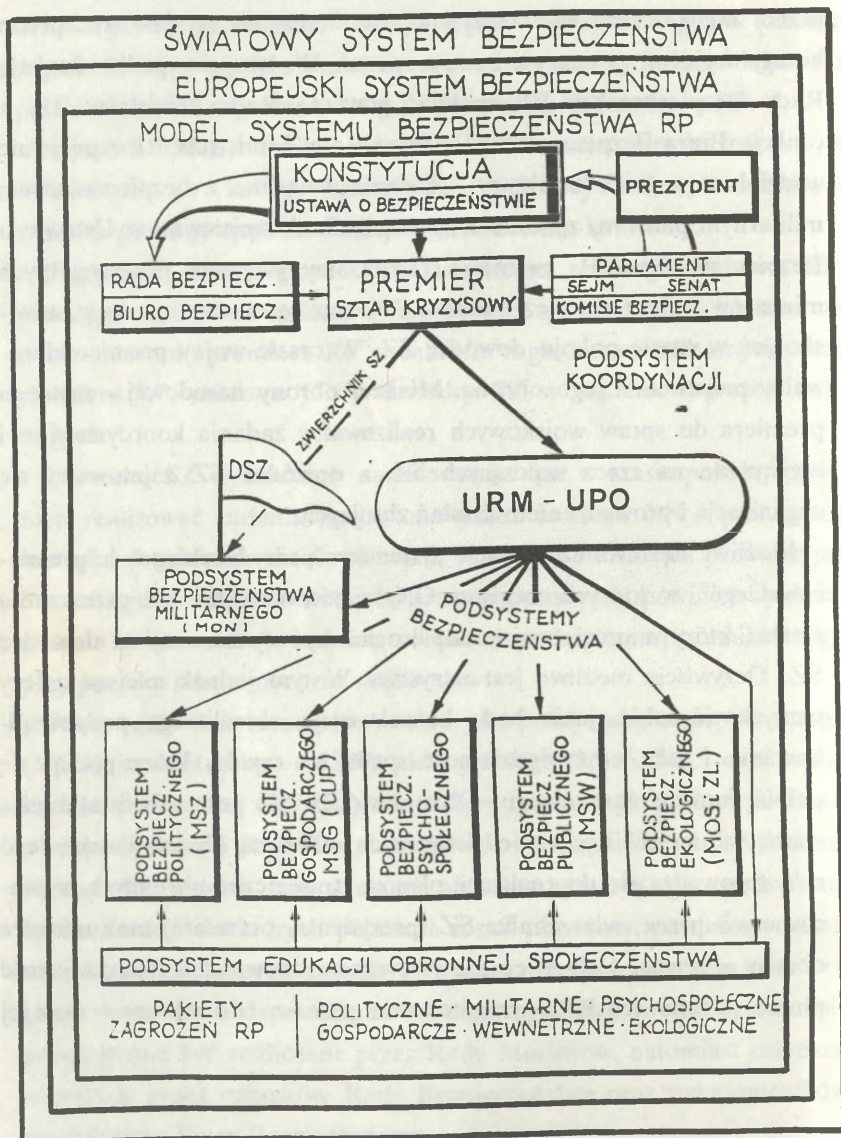 ŚWIATOWY SYSTEM BEZPIECZEŃSTWA
EUROPEJSKI SYSTEM BEZPIECZEŃSTWA
MODEL SYSTEMU BEZPIECZEŃSTWA RP
KONSTYTUCJA
USTAWA O BEZPIECZEŃSTWIE
PREZYDENT
RADA BEZPIECZ.
BIURO BEZPIECZ.
PREMIER
SZTAB KRYZYSOWY
PARLAMENT
SEJM SENAT
KOMISJE BEZPIECZ.
PODSYSTEM
KOORDYNACJI
ZWIERZCHNIK SZ
DSZ
URM – UPO
PODSYSTEM
BEZPIECZEŃSTWA
MILITARNEGO
(MON)
PODSYSTEMY
BEZPIECZEŃSTWA
PODSYSTEM
BEZPIECZ.
POLITYCZNEGO
(MSZ)
PODSYSTEM
BEZPIECZ.
GOSPODARCZEGO
(CUP)
PODSYSTEM
BEZPIECZ.
PSYCHO-
SPOŁECZNEGO
PODSYSTEM
BEZPIECZ.
PUBLICZNEGO
(MSW)
PODSYSTEM
BEZPIECZ.
EKOLOGICZNEGO
PODSYSTEM EDUKACJI OBRONNEJ SPOŁECZEŃSTWA
PAKIETY
ZAGROŻEŃ RP
POLITYCZNE MILITARNE PSYCHOSPOŁECZNE
GOSPODARCZE · WEWNĘTRZNE · EKOLOGICZNE